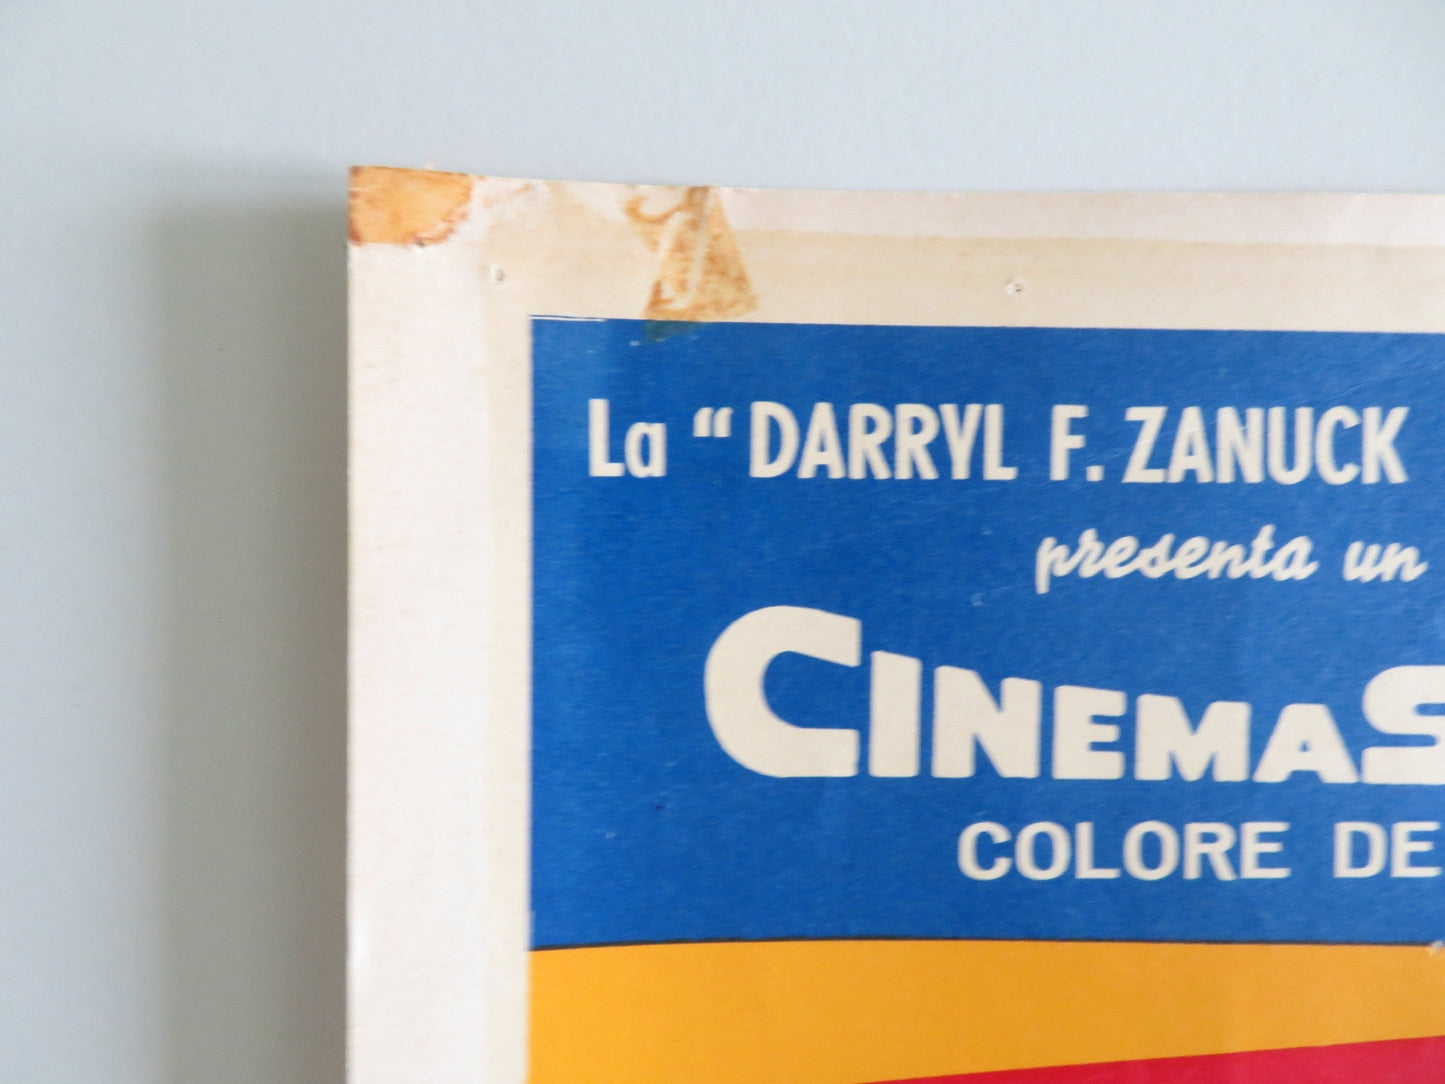 La “ DARRYL F. ZANUCK
presenta un
CINEMAS
COLORE DE